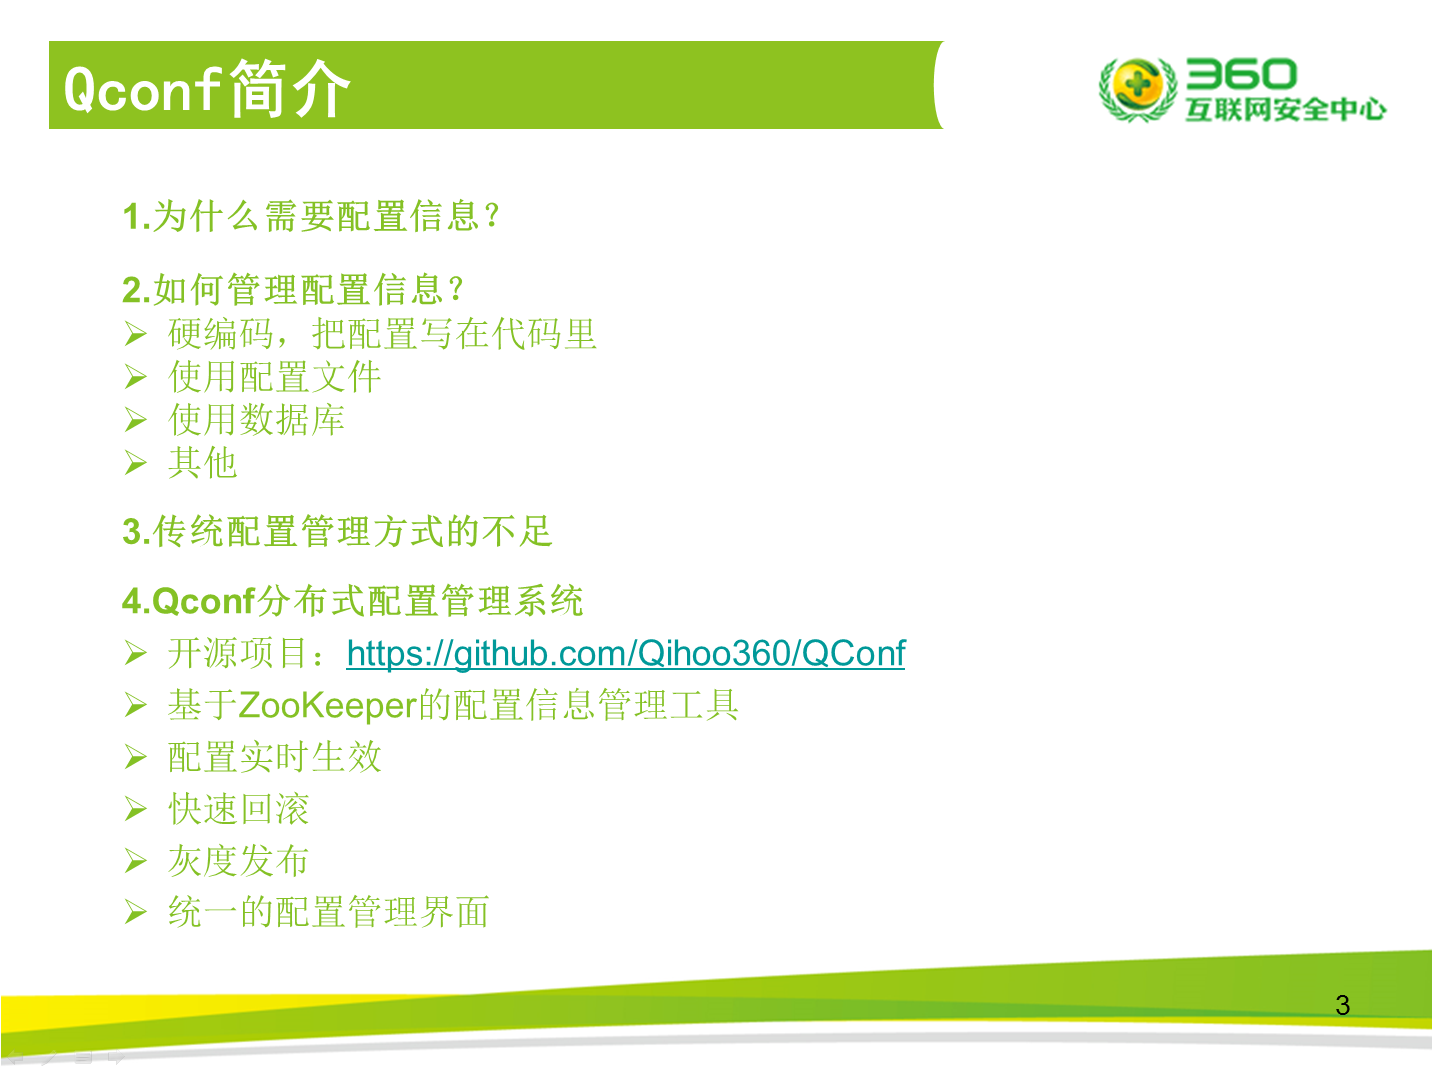 Qconf简介
360
互联网安全中心
1.为什么需要配置信息？
2.如何管理配置信息？
硬编码，把配置写在代码里
使用配置文件
使用数据库
其他
3.传统配置管理方式的不足
4.Qconf分布式配置管理系统
开源项目：https://github.com/Qihoo360/QConf
基于ZooKeeper的配置信息管理工具
配置实时生效
快速回滚
灰度发布
统一的配置管理界面
3